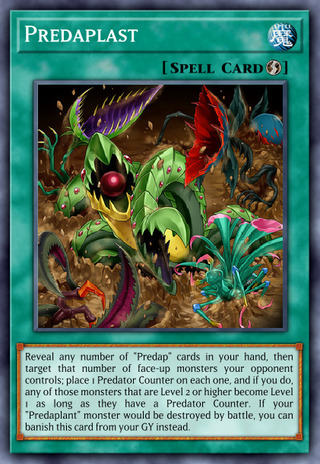 PREDAPLAST
魔
[SPELL CARD]
Reveal any number of "Predap" cards in your hand, then
target that number of face-up monsters your opponent
controls; place 1 Predator Counter on each one, and if you do,
any of those monsters that are Level 2 or higher become Level
1 as long as they have a Predator Counter. If your
"Predaplant" monster would be destroyed by battle, you can
banish this card from your GY instead.